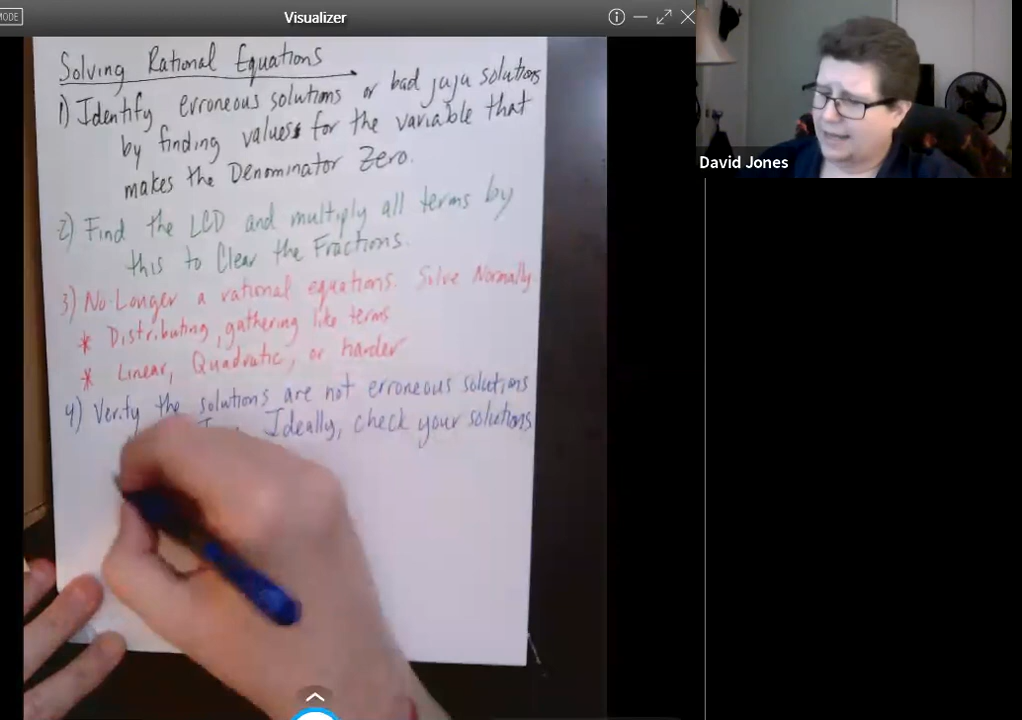 MODE
Visualizer
Solving Rational Equations
1) Identify erroneous solutions or bad juju solutions
by finding values for the variable that
makes the Denominator Zero.
2) Find the LCD and multiply all terms by
this to Clear the Fractions.
3) No Longer a rational equations. Solve Normally.
* Distributing, gathering like terms
* Linear, Quadratic, or harder
4) Verify the solutions are not erroneous solutions
Ideally, check your solutions
David Jones